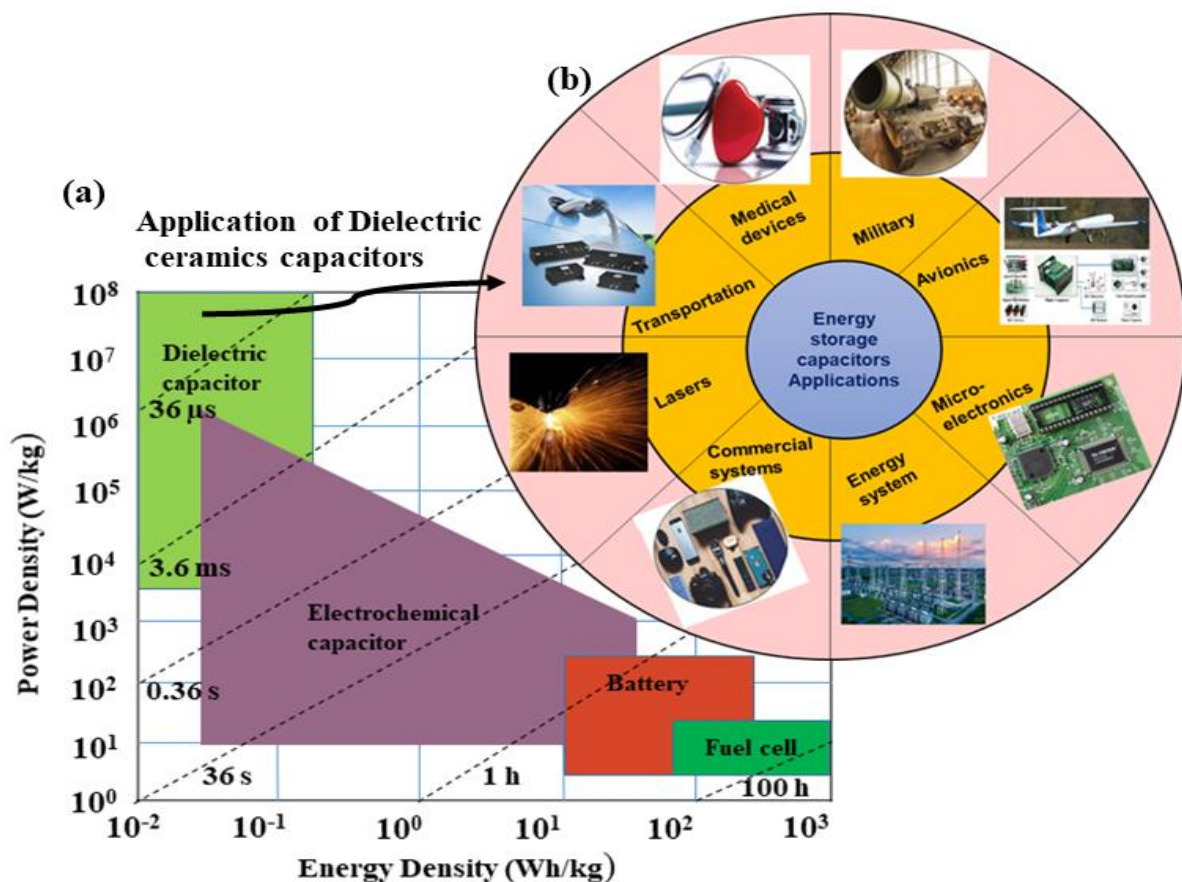 (a)
Application of Dielectric
ceramics capacitors
10⁸
10⁷
10⁶
10⁵
10⁴
10³
10²
10¹
10⁰
Power Density (W/kg)
Dielectric
capacitor
36 μs
3.6 ms
0.36 s
36 s
1 h
100 h
Electrochemical
capacitor
Battery
Fuel cell
10⁻²
10⁻¹
10⁰
10¹
10²
10³
Energy Density (Wh/kg)
(b)
Medical
devices
Military
Avionics
Micro-
electronics
Energy
system
Commercial
systems
Lasers
Transportation
Energy
storage
capacitors
Applications